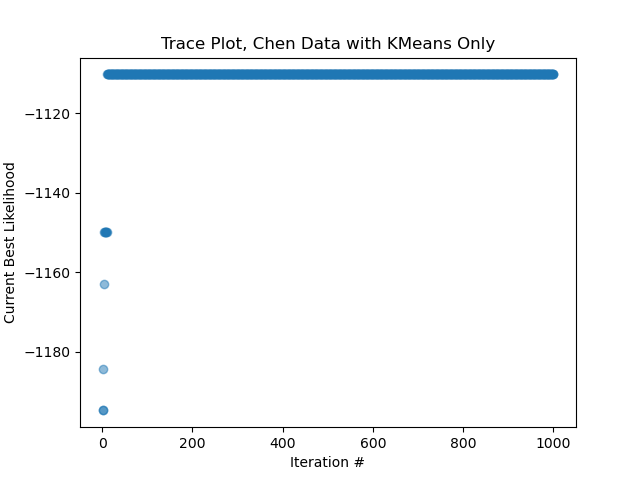 Trace Plot, Chen Data with KMeans Only
Current Best Likelihood
−1120
−1140
−1160
−1180
0 200 400 600 800 1000
Iteration #